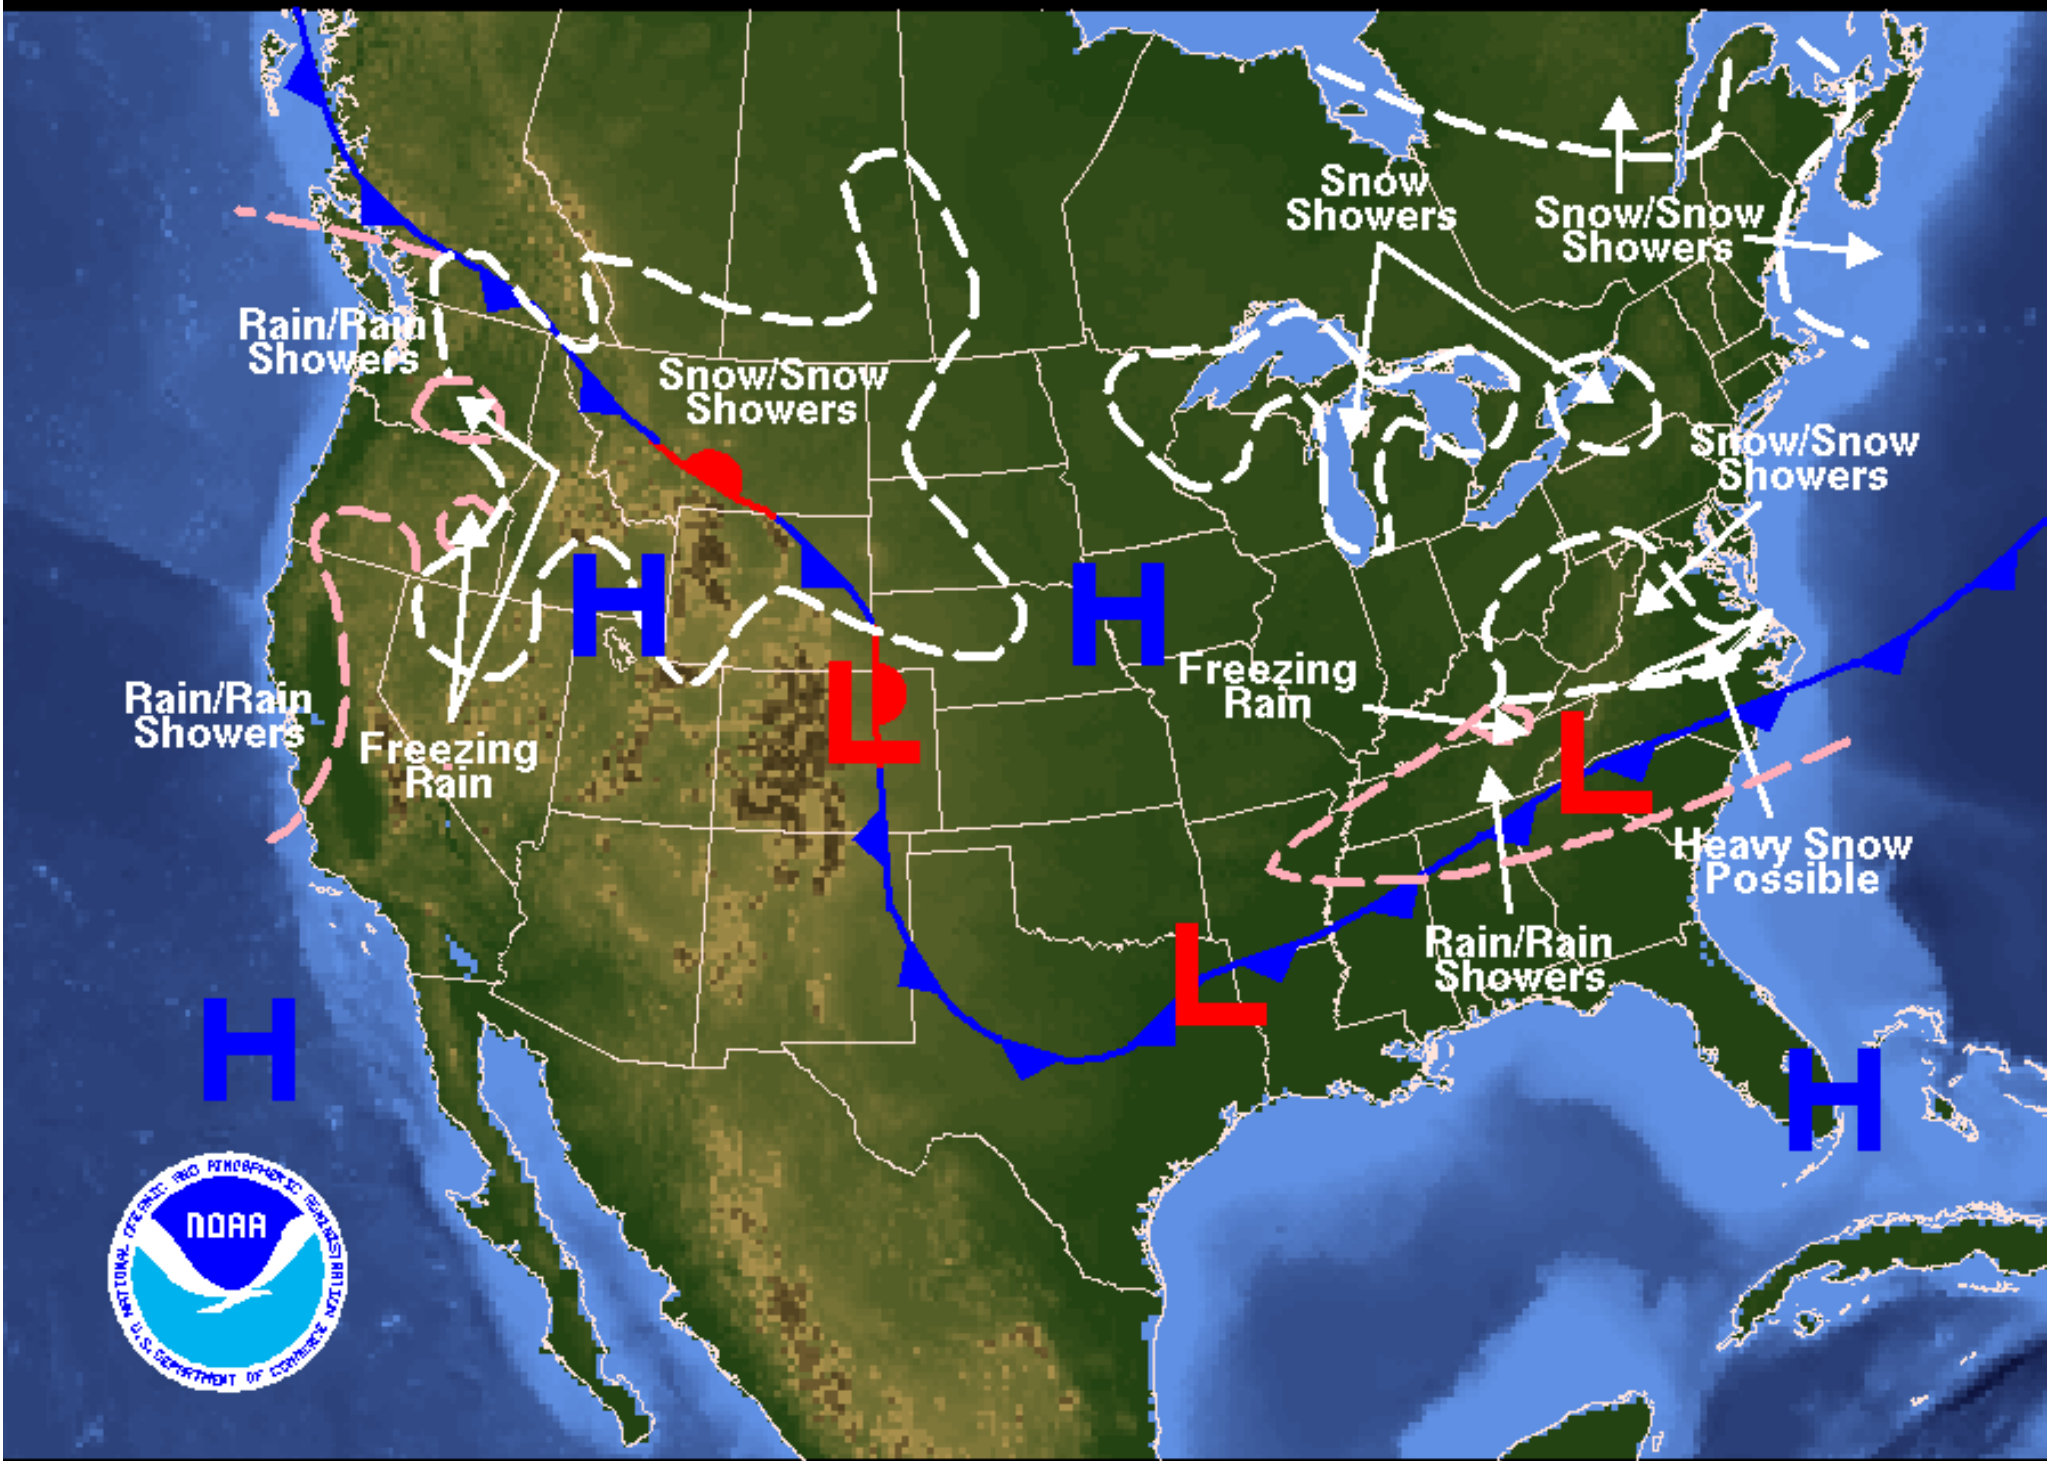 Snow
Showers
Snow/Snow
Showers
Rain/Rain
Showers
Snow/Snow
Showers
Snow/Snow
Showers
H
H
Freezing
Rain
L
Rain/Rain
Showers
Freezing
Rain
L
Heavy Snow
Possible
Rain/Rain
Showers
L
H
H
NATIONAL OCEANIC AND ATMOSPHERIC ADMINISTRATION
NOAA
U.S. DEPARTMENT OF COMMERCE